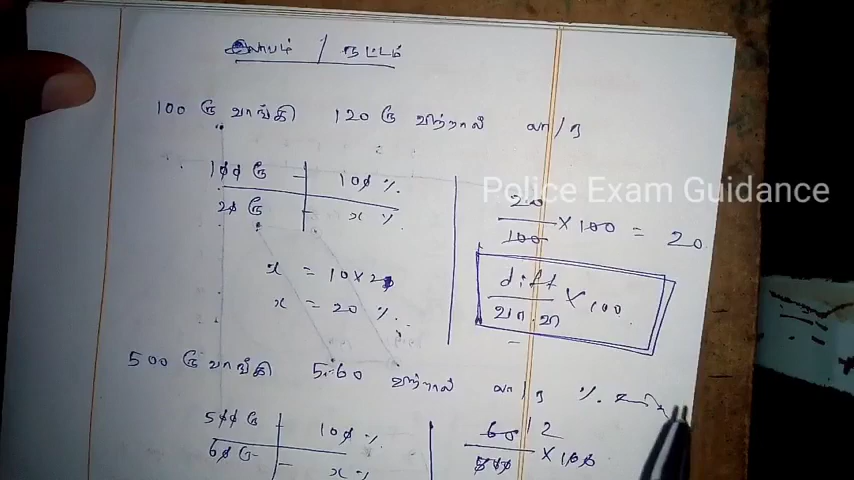 இலாபம் / நட்டம்
100 ரூ வாங்கி 120 ரூ விற்றால் லா/ந
100 ரூ - 100 %
20 ரூ - x %
x = 10 x 2
x = 20 %
20/100 x 100 = 20
diff/வா.வி x 100
Police Exam Guidance
500 ரூ வாங்கி 560 விற்றால் லா/ந %
500 ரூ - 100 %
60 ரூ - x %
60/500 x 100
12